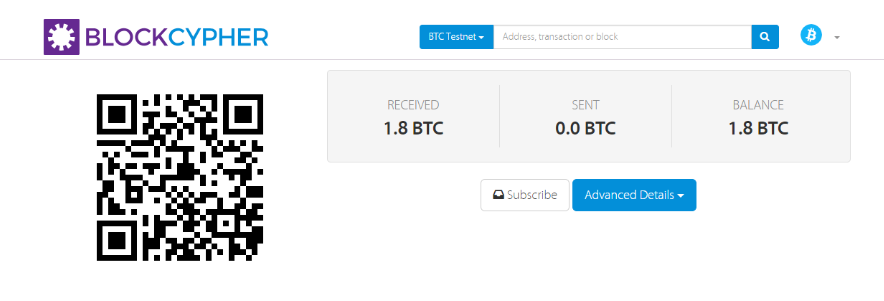 BLOCKCYPHER
BTC Testnet
Address, transaction or block
RECEIVED
1.8 BTC
SENT
0.0 BTC
BALANCE
1.8 BTC
Subscribe
Advanced Details